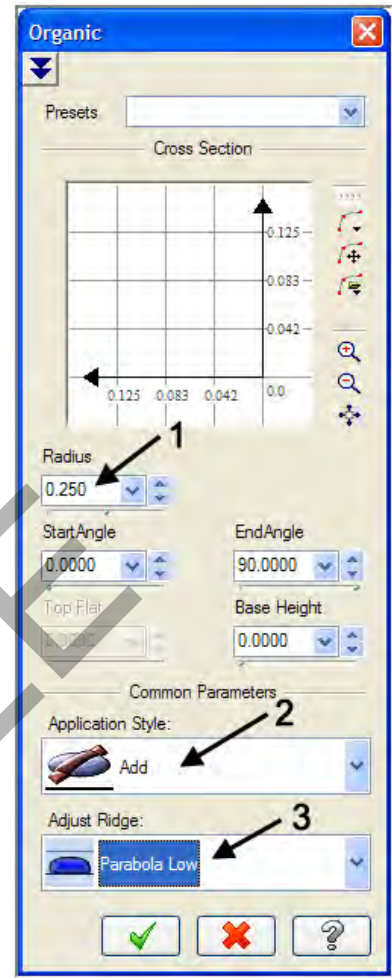 Organic
Presets
Cross Section
0.125
0.083
0.042
0.125 0.083 0.042 0.0
1
Radius
0.250
StartAngle EndAngle
0.0000 90.0000
Top Flat Base Height
0.0000
Common Parameters
2
Application Style:
Add
3
Adjust Ridge:
Parabola Low